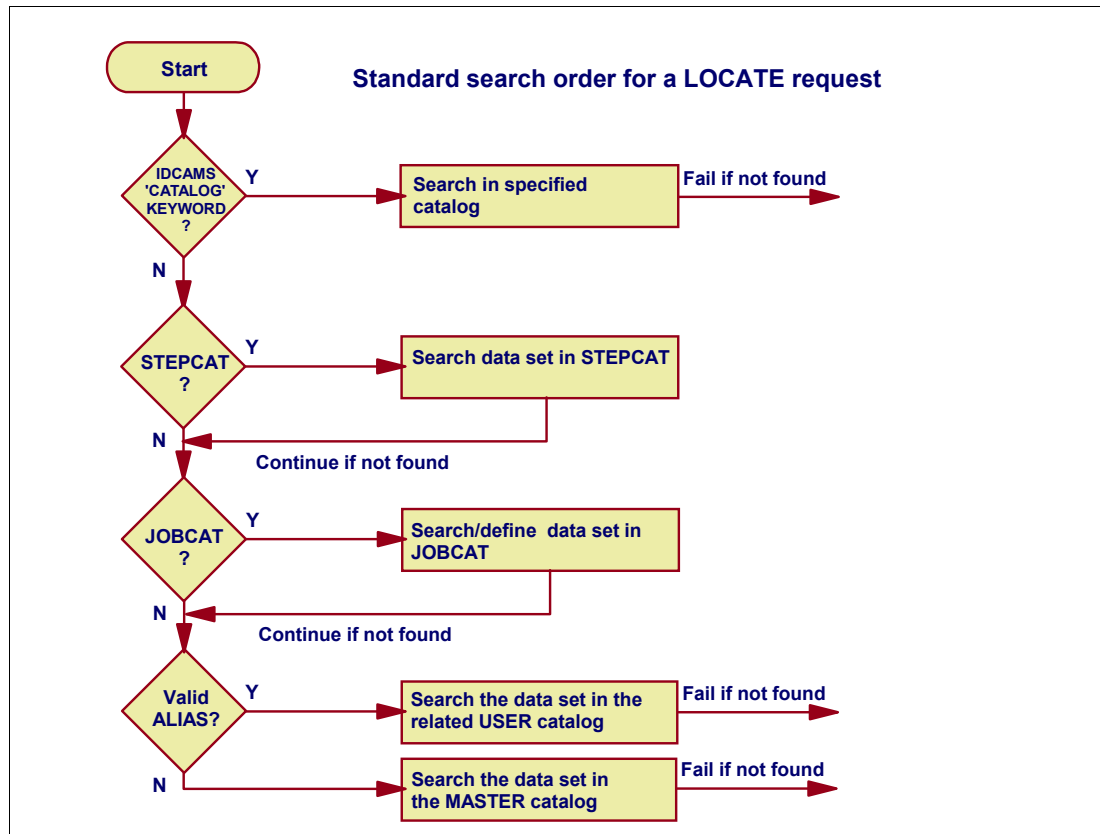 Start
Standard search order for a LOCATE request
IDCAMS
'CATALOG'
KEYWORD
?
Y
Search in specified
catalog
Fail if not found
N
STEPCAT
?
Y
Search data set in STEPCAT
N
Continue if not found
JOBCAT
?
Y
Search/define data set in
JOBCAT
N
Continue if not found
Valid
ALIAS?
Y
Search the data set in the
related USER catalog
Fail if not found
N
Search the data set in
the MASTER catalog
Fail if not found